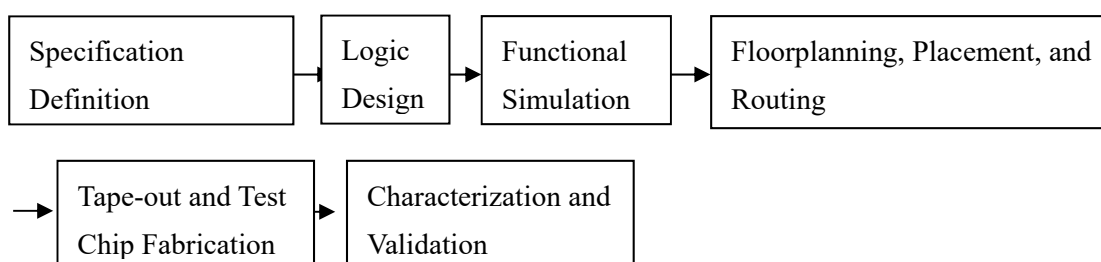 Specification
Definition
Logic
Design
Functional
Simulation
Floorplanning, Placement, and
Routing
Tape-out and Test
Chip Fabrication
Characterization and
Validation